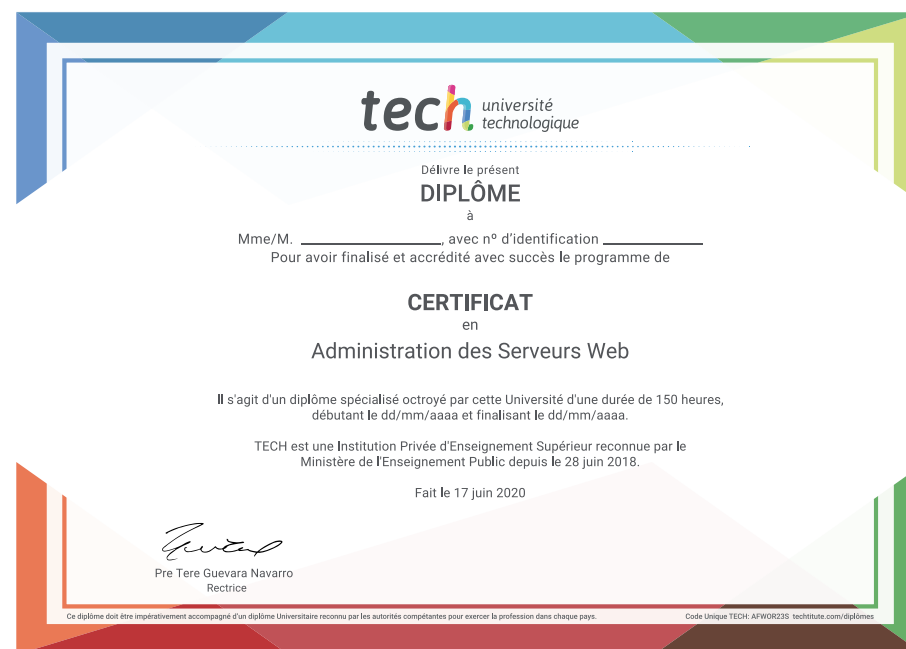 tech université
technologique
Délivre le présent
DIPLÔME
à
Mme/M. ____________________, avec nº d'identification ______________
Pour avoir finalisé et accrédité avec succès le programme de
CERTIFICAT
en
Administration des Serveurs Web
Il s'agit d'un diplôme spécialisé octroyé par cette Université d'une durée de 150 heures,
débutant le dd/mm/aaaa et finalisant le dd/mm/aaaa.
TECH est une Institution Privée d'Enseignement Supérieur reconnue par le
Ministère de l'Enseignement Public depuis le 28 juin 2018.
Fait le 17 juin 2020
Pre Tere Guevara Navarro
Rectrice
Ce diplôme doit être impérativement accompagné d'un diplôme Universitaire reconnu par les autorités compétantes pour exercer la profession dans chaque pays.
Code Unique TECH: AFWOR23S techtitute.com/diplômes